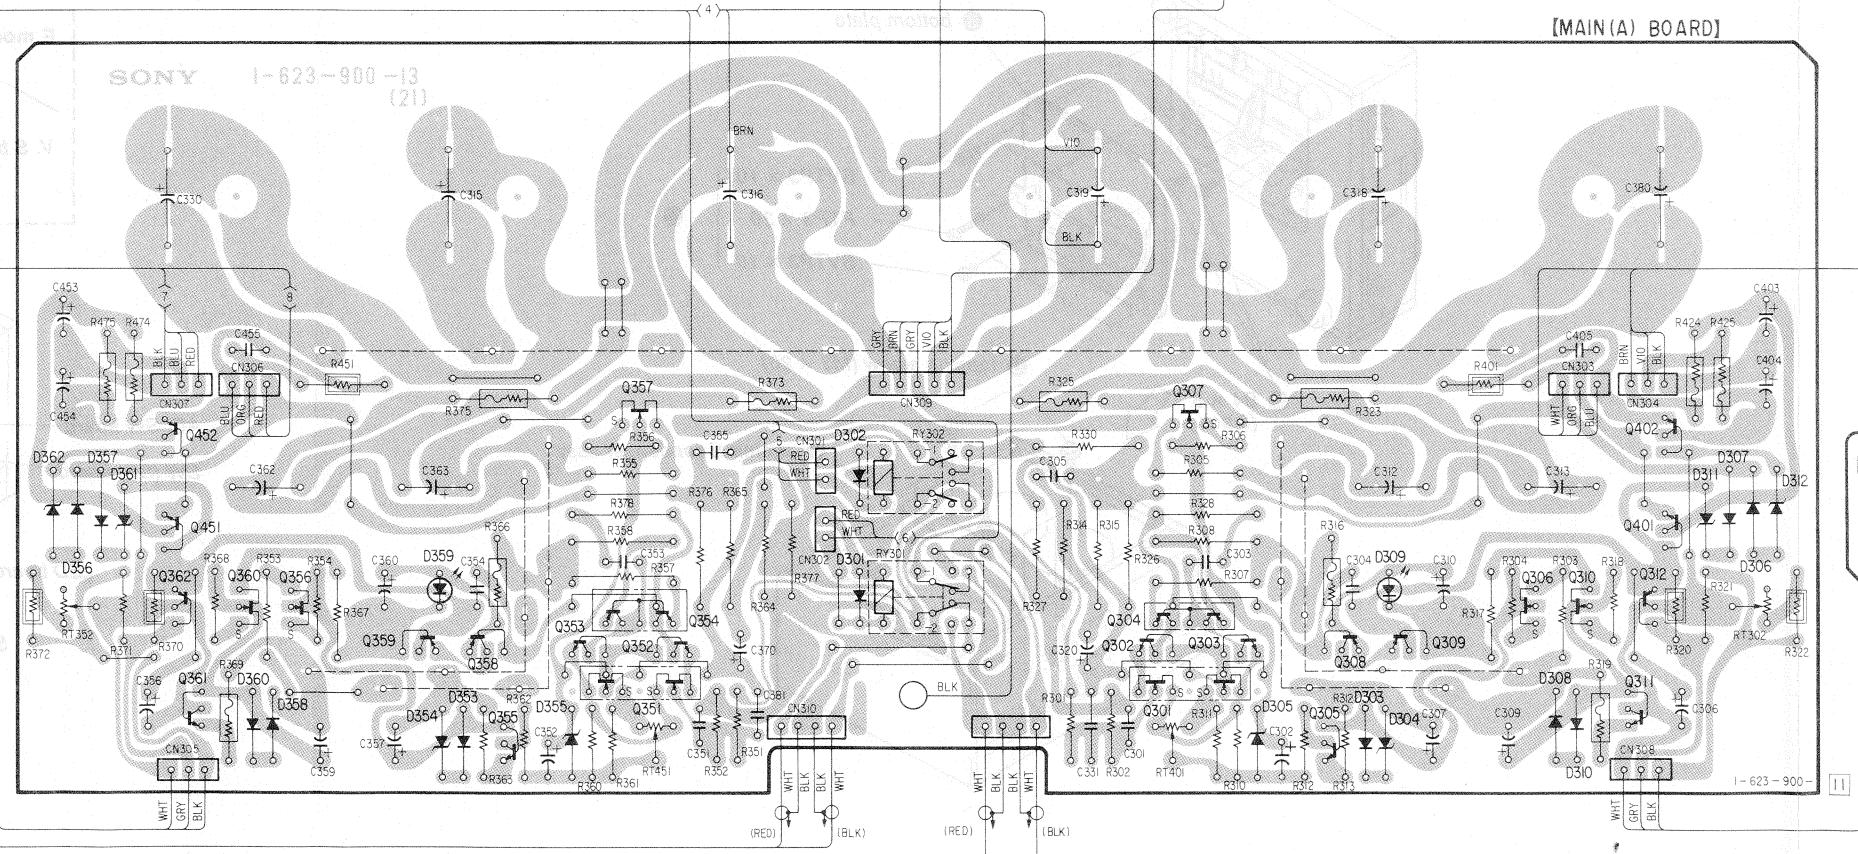 [MAIN(A) BOARD]
SONY 1-623-900-13
(21)
4
BRN
VIO
BLK
C330
C315
C316
C319
C318
C380
7
8
C453
R475
R474
C455
BLK
BLU
RED
CN306
CN307
C454
BLU
ORG
RED
R451
R375
Q357
S
R373
GRY
BRN
GRY
VIO
BLK
CN309
R325
Q307
S
R323
R401
C405
CN303
WHT
ORG
BLU
BRN
VIO
BLK
CN304
R424
R425
C403
C404
Q452
Q402
R356
R355
R378
R358
C353
R357
C365
5
CN301
RED
WHT
D302
RY302
-1
-2
R330
C305
R306
R305
R328
R308
C303
R307
D362
D357
D361
C362
C363
C312
C313
D311
D307
D312
Q451
Q401
R376
R365
RED
WHT
6
CN302
D301
RY301
-1
-2
R314
R315
R326
R316
R366
D356
Q362
R368
Q360
R353
Q356
R354
C360
D359
C354
R377
R364
R327
C304
D309
C310
R304
Q306
R303
Q310
R318
Q312
D306
R321
R372
RT352
R371
R370
S
S
R367
Q359
Q358
Q353
Q354
Q352
C370
C320
Q304
Q302
Q303
Q308
Q309
R317
S
S
R320
RT302
R322
R319
C356
Q361
R369
D360
D358
C359
C357
D354
D353
R362
Q355
R363
D355
C352
S
S
Q351
R360
R361
RT451
C351
R352
R351
C381
CN310
BLK
R301
C331
R302
C301
Q301
S
S
RT401
R311
R310
D305
C302
R312
Q305
R312
R313
D303
D304
C307
C309
D308
D310
Q311
C306
CN305
CN308
1-623-900-
11
WHT
GRY
BLK
WHT
BLK
BLK
WHT
(RED)
(BLK)
WHT
BLK
BLK
WHT
(RED)
(BLK)
WHT
GRY
BLK